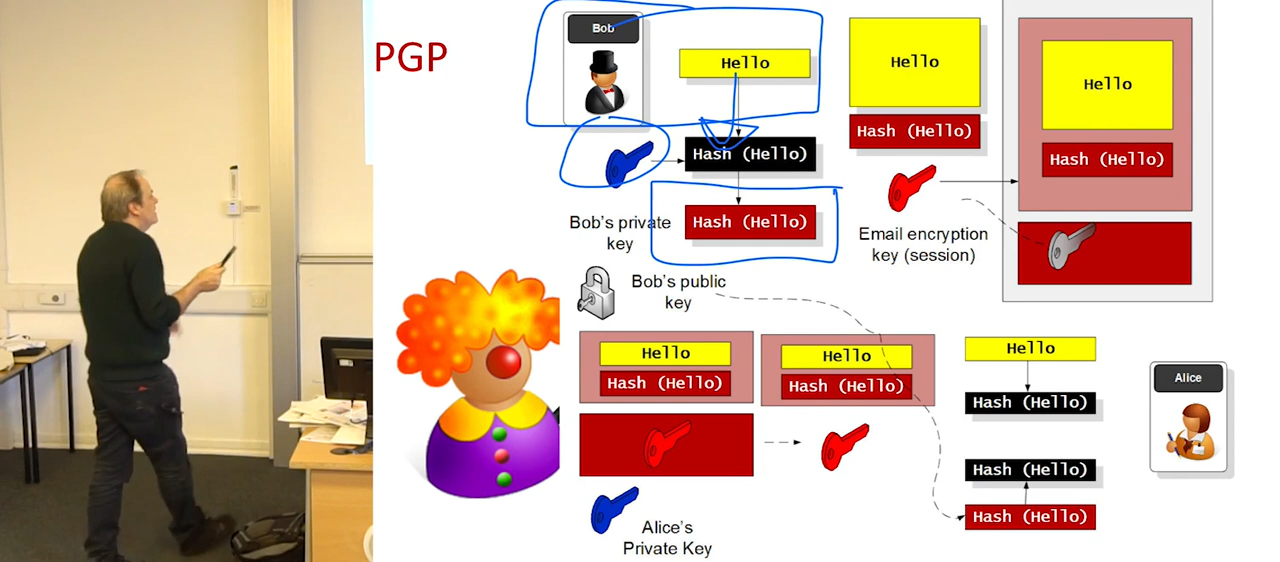 PGP
Bob
Hello
Hash (Hello)
Hash (Hello)
Bob's private
key
Bob's public
key
Hello
Hash (Hello)
Email encryption
key (session)
Hello
Hash (Hello)
Hello
Hash (Hello)
Hello
Hash (Hello)
Alice's
Private Key
Hello
Hash (Hello)
Hash (Hello)
Hash (Hello)
Alice